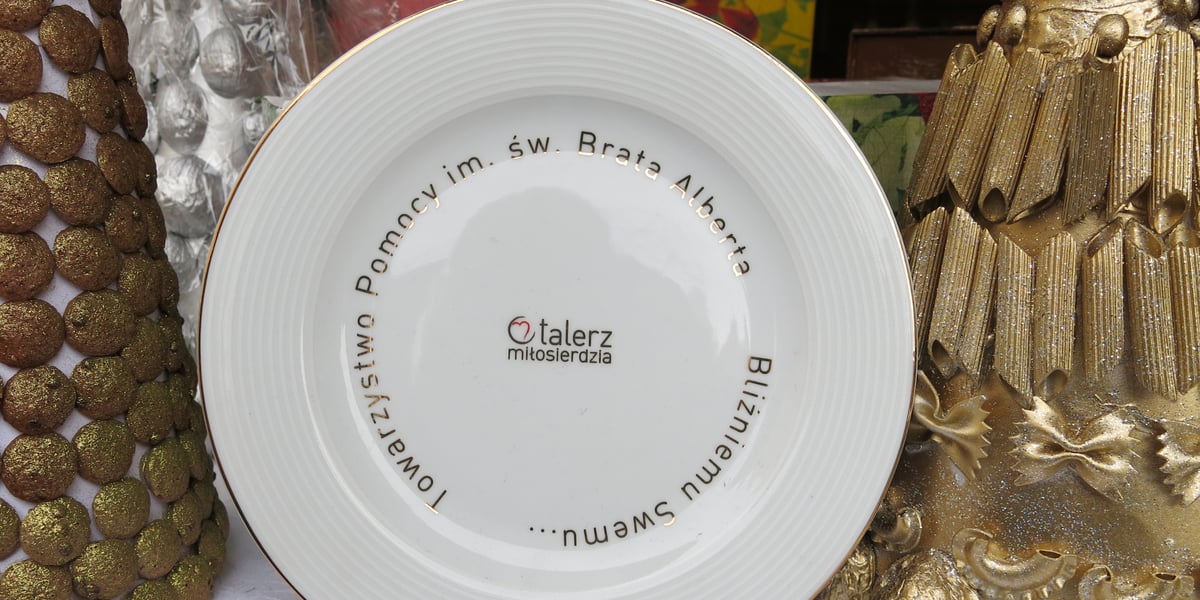 Towarzystwo Pomocy im. św. Brata Alberta
Bliźniemu Swemu...
talerz
miłosierdzia